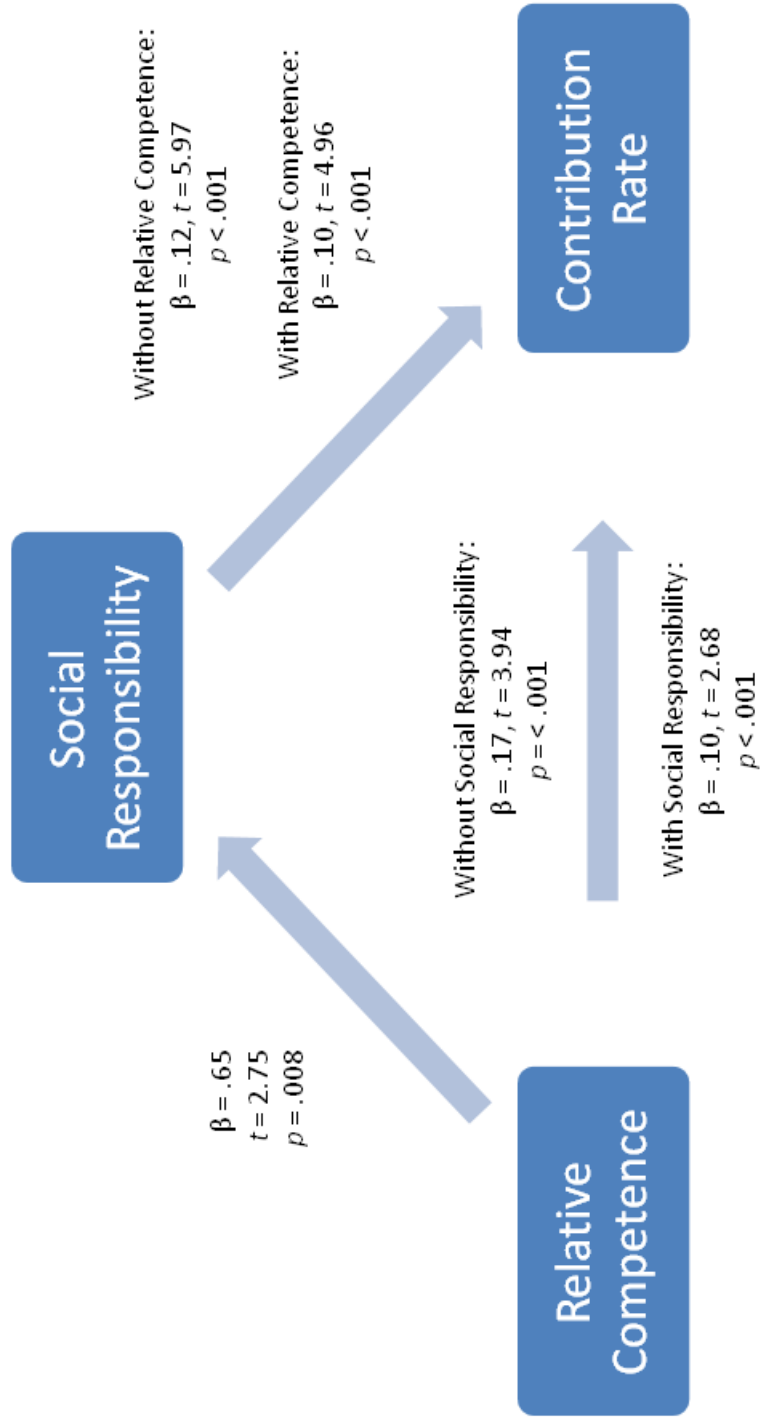 Social
Responsibility
Without Relative Competence:
β = .12, t = 5.97
p < .001
With Relative Competence:
β = .10, t = 4.96
p < .001
β = .65
t = 2.75
p = .008
Without Social Responsibility:
β = .17, t = 3.94
p = < .001
With Social Responsibility:
β = .10, t = 2.68
p < .001
Relative
Competence
Contribution
Rate